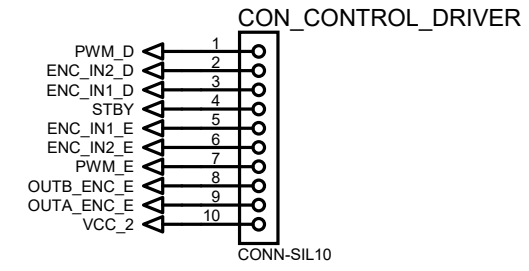 CON_CONTROL_DRIVER
PWM_D 1
ENC_IN2_D 2
ENC_IN1_D 3
STBY 4
ENC_IN1_E 5
ENC_IN2_E 6
PWM_E 7
OUTB_ENC_E 8
OUTA_ENC_E 9
VCC_2 10
CONN-SIL10